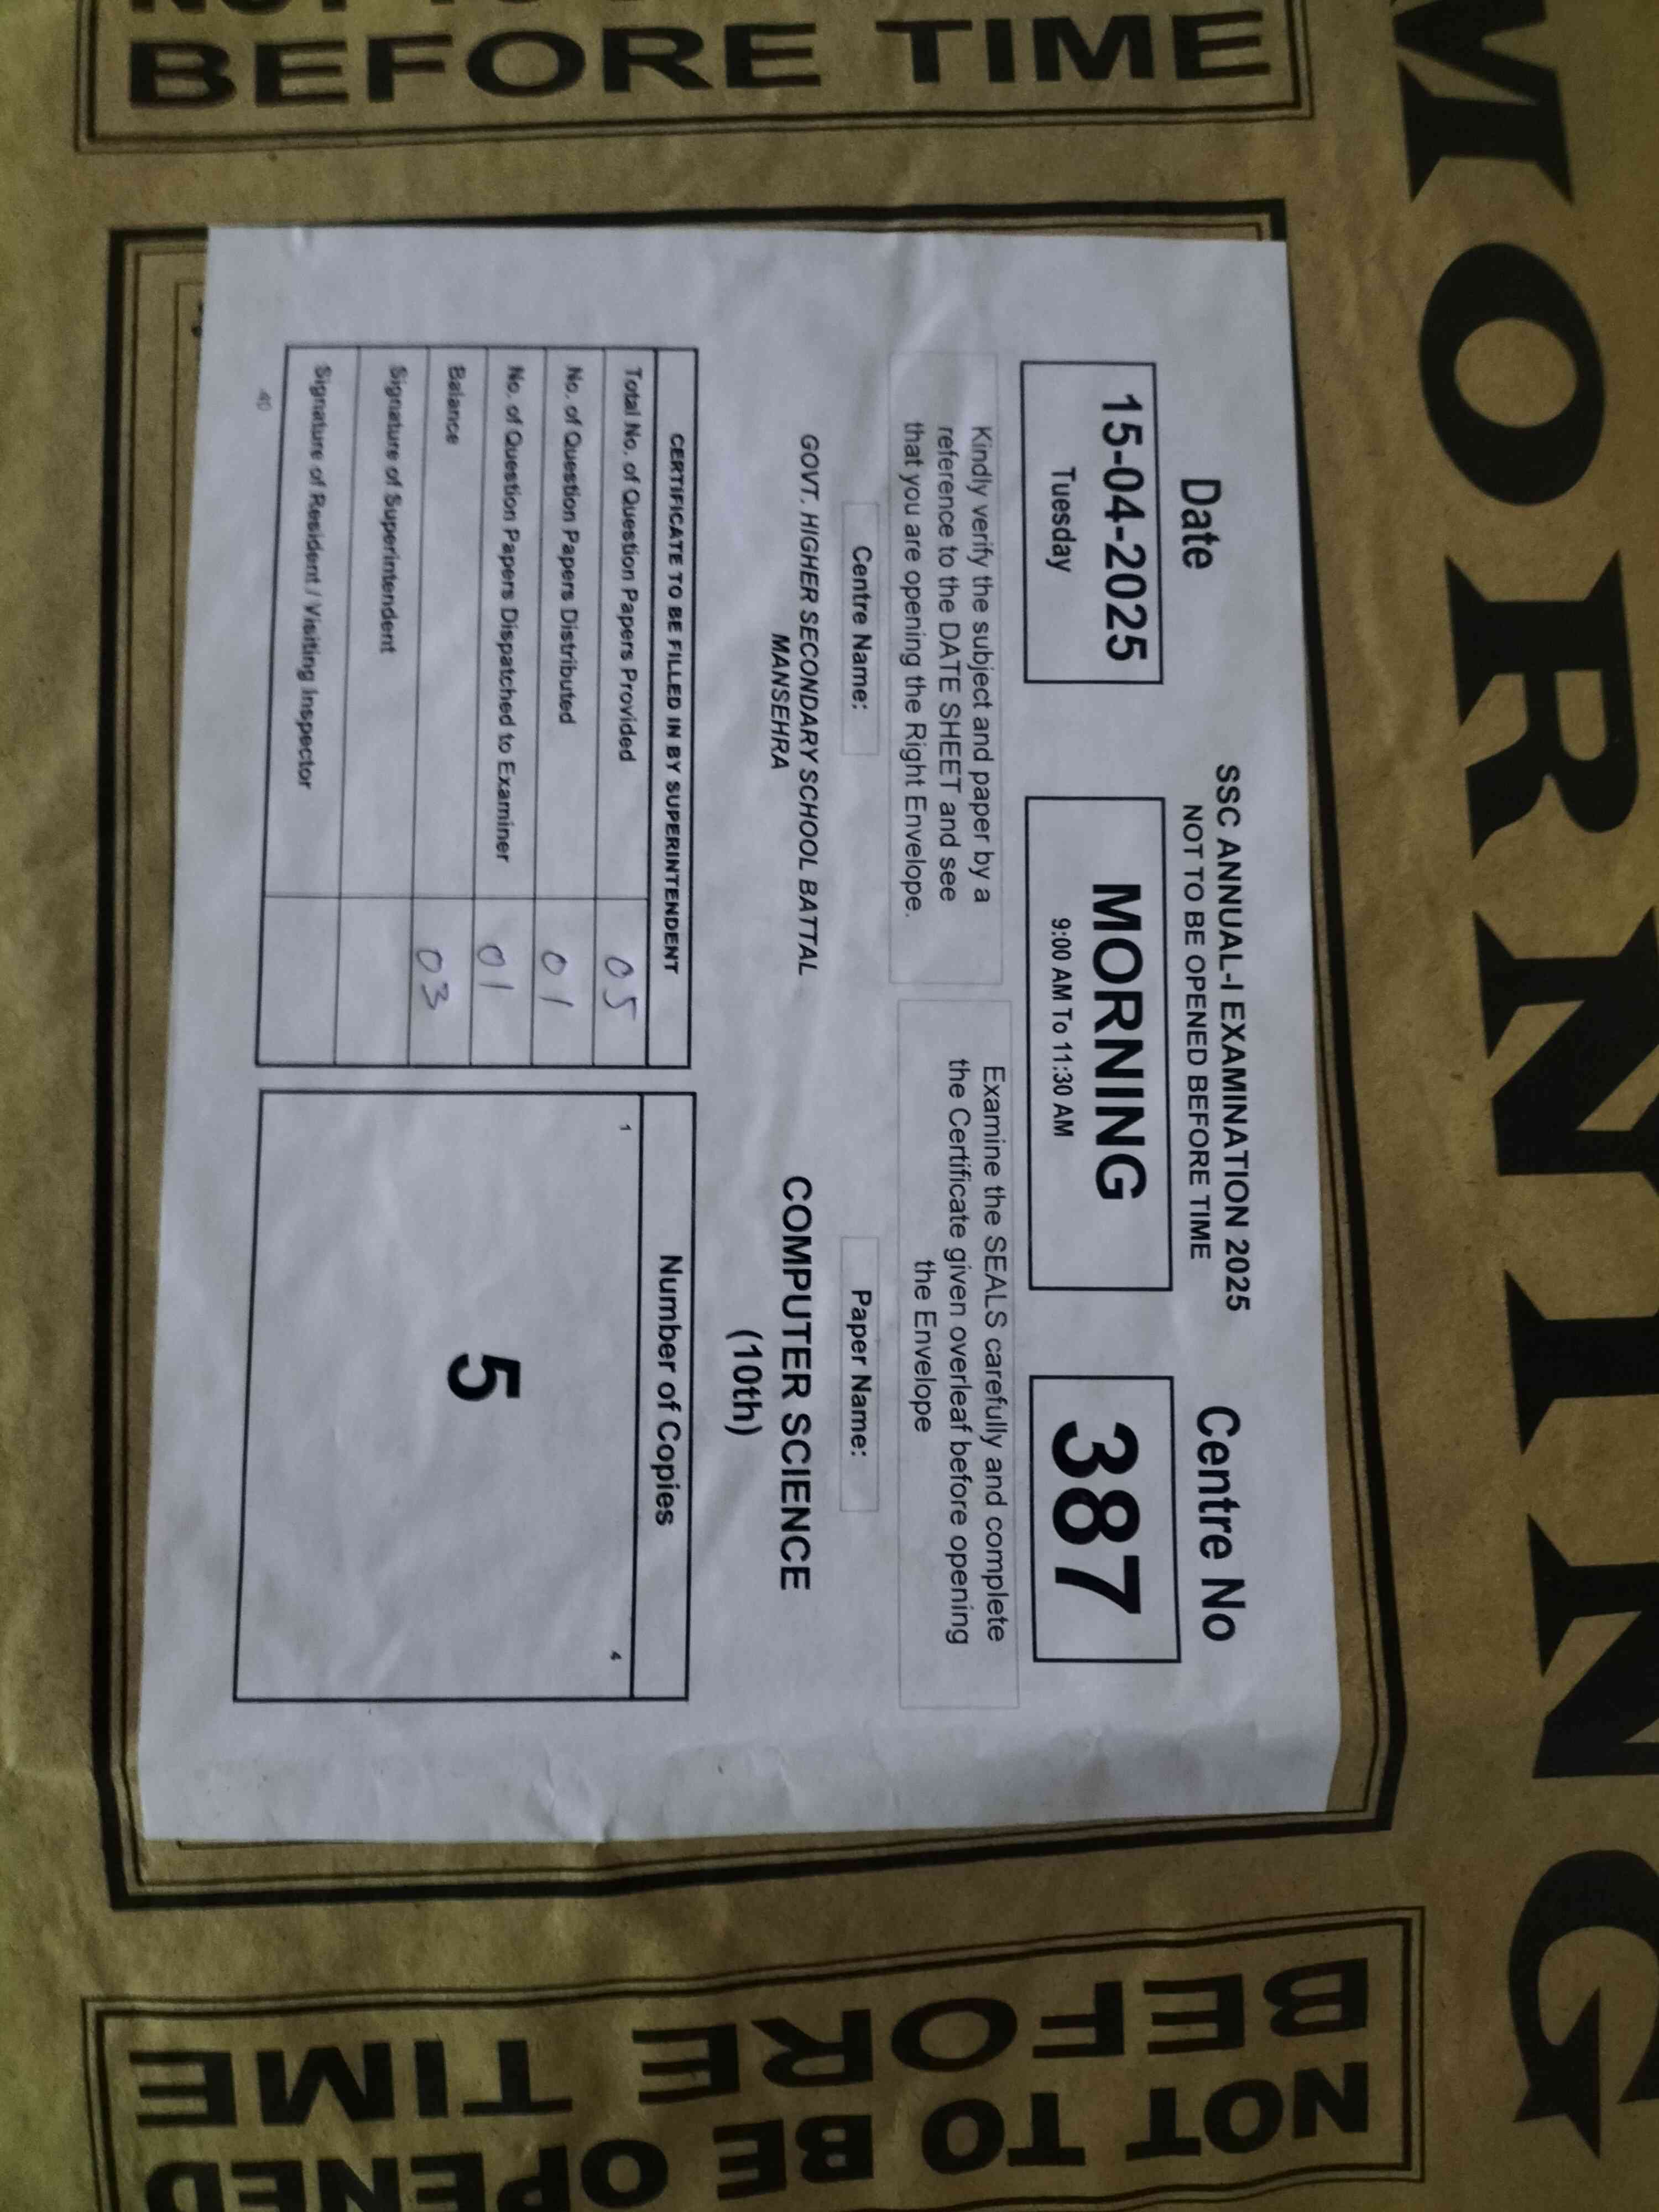 MORNING
BEFORE TIME
SSC ANNUAL-I EXAMINATION 2025
NOT TO BE OPENED BEFORE TIME
Date
Centre No
15-04-2025
Tuesday
MORNING
9:00 AM To 11:30 AM
387
Kindly verify the subject and paper by a
reference to the DATE SHEET and see
that you are opening the Right Envelope.
Examine the SEALS carefully and complete
the Certificate given overleaf before opening
the Envelope
Centre Name:
Paper Name:
GOVT. HIGHER SECONDARY SCHOOL BATTAL
MANSEHRA
COMPUTER SCIENCE
(10th)
CERTIFICATE TO BE FILLED IN BY SUPERINTENDENT
Total No. of Question Papers Provided 05
No. of Question Papers Distributed 01
No. of Question Papers Dispatched to Examiner 01
Balance 03
Signature of Superintendent
Signature of Resident / Visiting Inspector
40
Number of Copies
1 4
5
NOT TO BE OPENED
BEFORE TIME